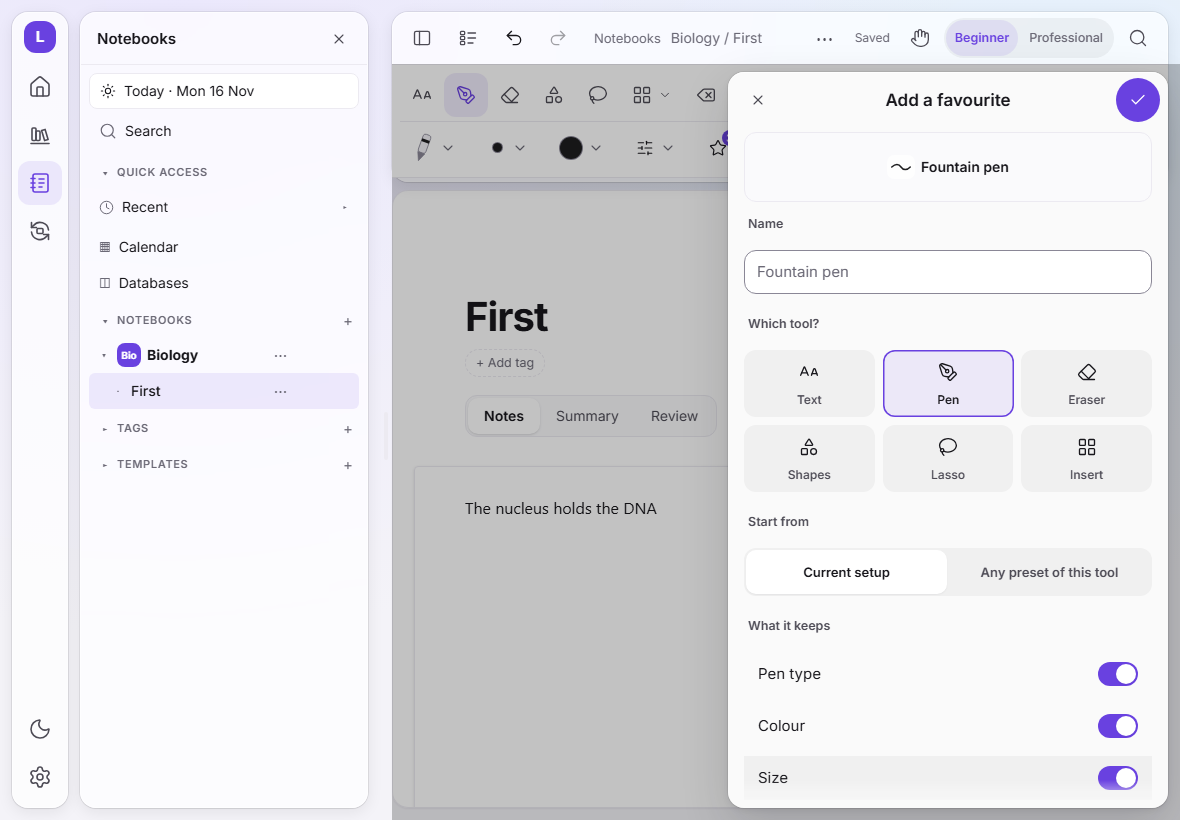 L
Notebooks
Today · Mon 16 Nov
Search
QUICK ACCESS
Recent
Calendar
Databases
NOTEBOOKS
Bio Biology
First
TAGS
TEMPLATES
Notebooks Biology / First
Saved
Beginner Professional
First
+ Add tag
Notes Summary Review
The nucleus holds the DNA
Add a favourite
Fountain pen
Name
Fountain pen
Which tool?
Text Pen Eraser
Shapes Lasso Insert
Start from
Current setup Any preset of this tool
What it keeps
Pen type
Colour
Size